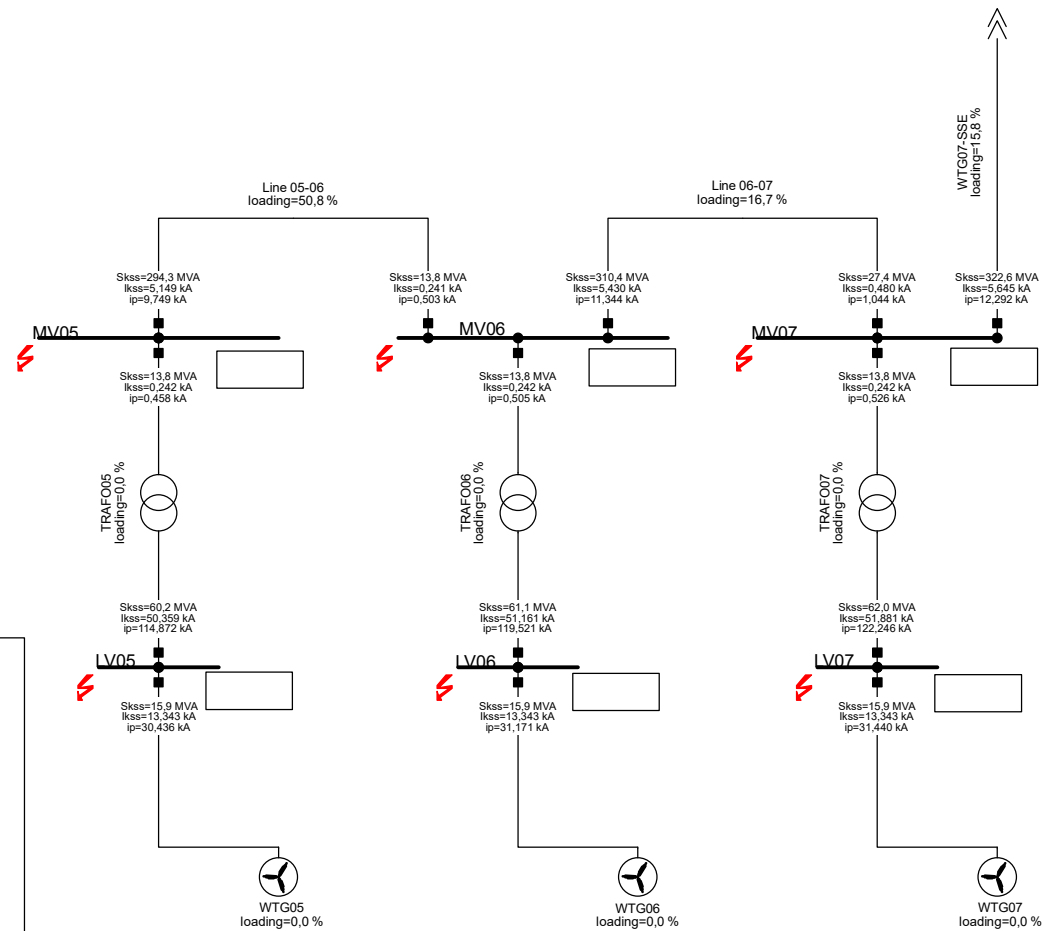 WTG07-SSE
loading=15,8 %
Line 05-06
loading=50,8 %
Line 06-07
loading=16,7 %
Skss=294,3 MVA
Ikss=5,149 kA
ip=9,749 kA
Skss=13,8 MVA
Ikss=0,241 kA
ip=0,503 kA
Skss=310,4 MVA
Ikss=5,430 kA
ip=11,344 kA
Skss=27,4 MVA
Ikss=0,480 kA
ip=1,044 kA
Skss=322,6 MVA
Ikss=5,645 kA
ip=12,292 kA
MV05
MV06
MV07
Skss=13,8 MVA
Ikss=0,242 kA
ip=0,458 kA
Skss=13,8 MVA
Ikss=0,242 kA
ip=0,505 kA
Skss=13,8 MVA
Ikss=0,242 kA
ip=0,526 kA
TRAFO05
loading=0,0 %
TRAFO06
loading=0,0 %
TRAFO07
loading=0,0 %
Skss=60,2 MVA
Ikss=50,359 kA
ip=114,872 kA
Skss=61,1 MVA
Ikss=51,161 kA
ip=119,521 kA
Skss=62,0 MVA
Ikss=51,881 kA
ip=122,246 kA
LV05
LV06
LV07
Skss=15,9 MVA
Ikss=13,343 kA
ip=30,436 kA
Skss=15,9 MVA
Ikss=13,343 kA
ip=31,171 kA
Skss=15,9 MVA
Ikss=13,343 kA
ip=31,440 kA
WTG05
loading=0,0 %
WTG06
loading=0,0 %
WTG07
loading=0,0 %